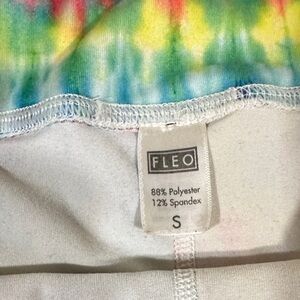 FLEO
88% Polyester
12% Spandex
S